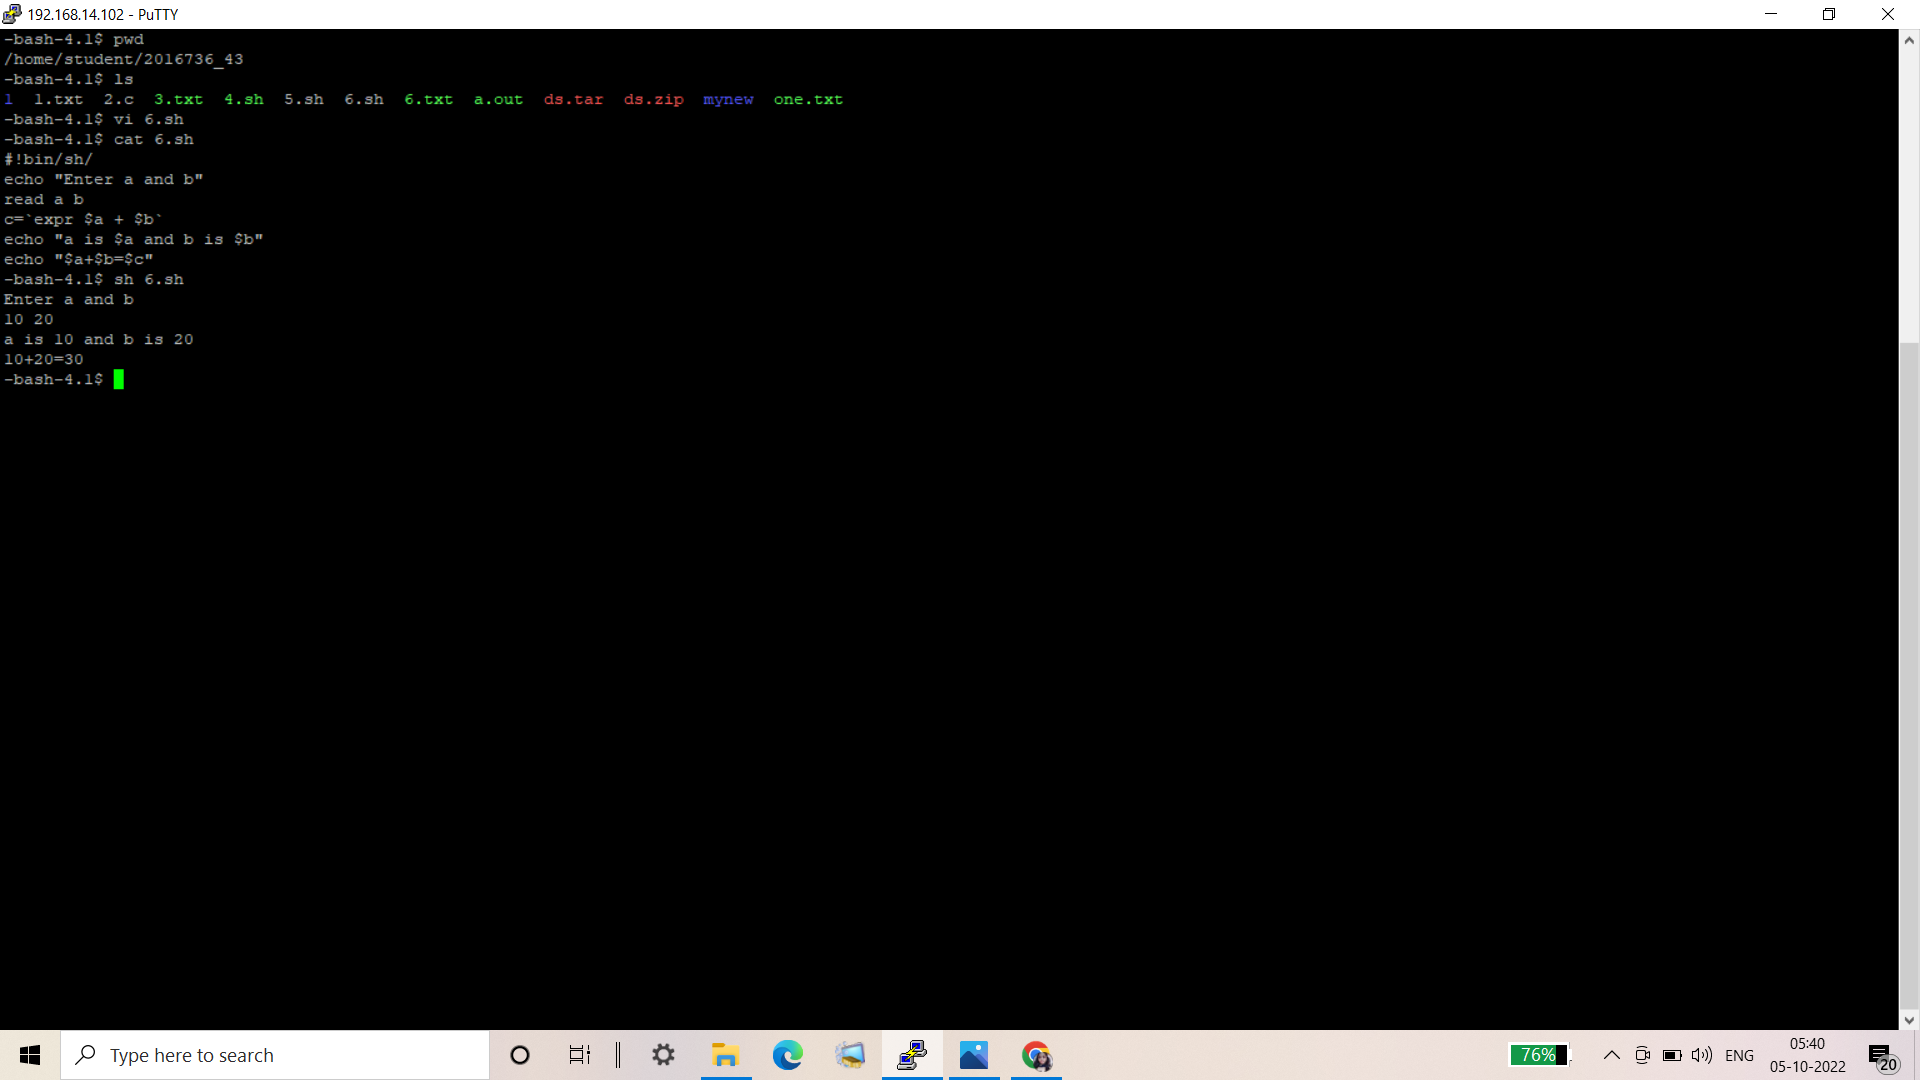 192.168.14.102 - PuTTY
-bash-4.1$ pwd
/home/student/2016736_43
-bash-4.1$ ls
1  1.txt  2.c  3.txt  4.sh  5.sh  6.sh  6.txt  a.out  ds.tar  ds.zip  mynew  one.txt
-bash-4.1$ vi 6.sh
-bash-4.1$ cat 6.sh
#!bin/sh/
echo "Enter a and b"
read a b
c=`expr $a + $b`
echo "a is $a and b is $b"
echo "$a+$b=$c"
-bash-4.1$ sh 6.sh
Enter a and b
10 20
a is 10 and b is 20
10+20=30
-bash-4.1$
Type here to search
76%
ENG
05:40
05-10-2022
20